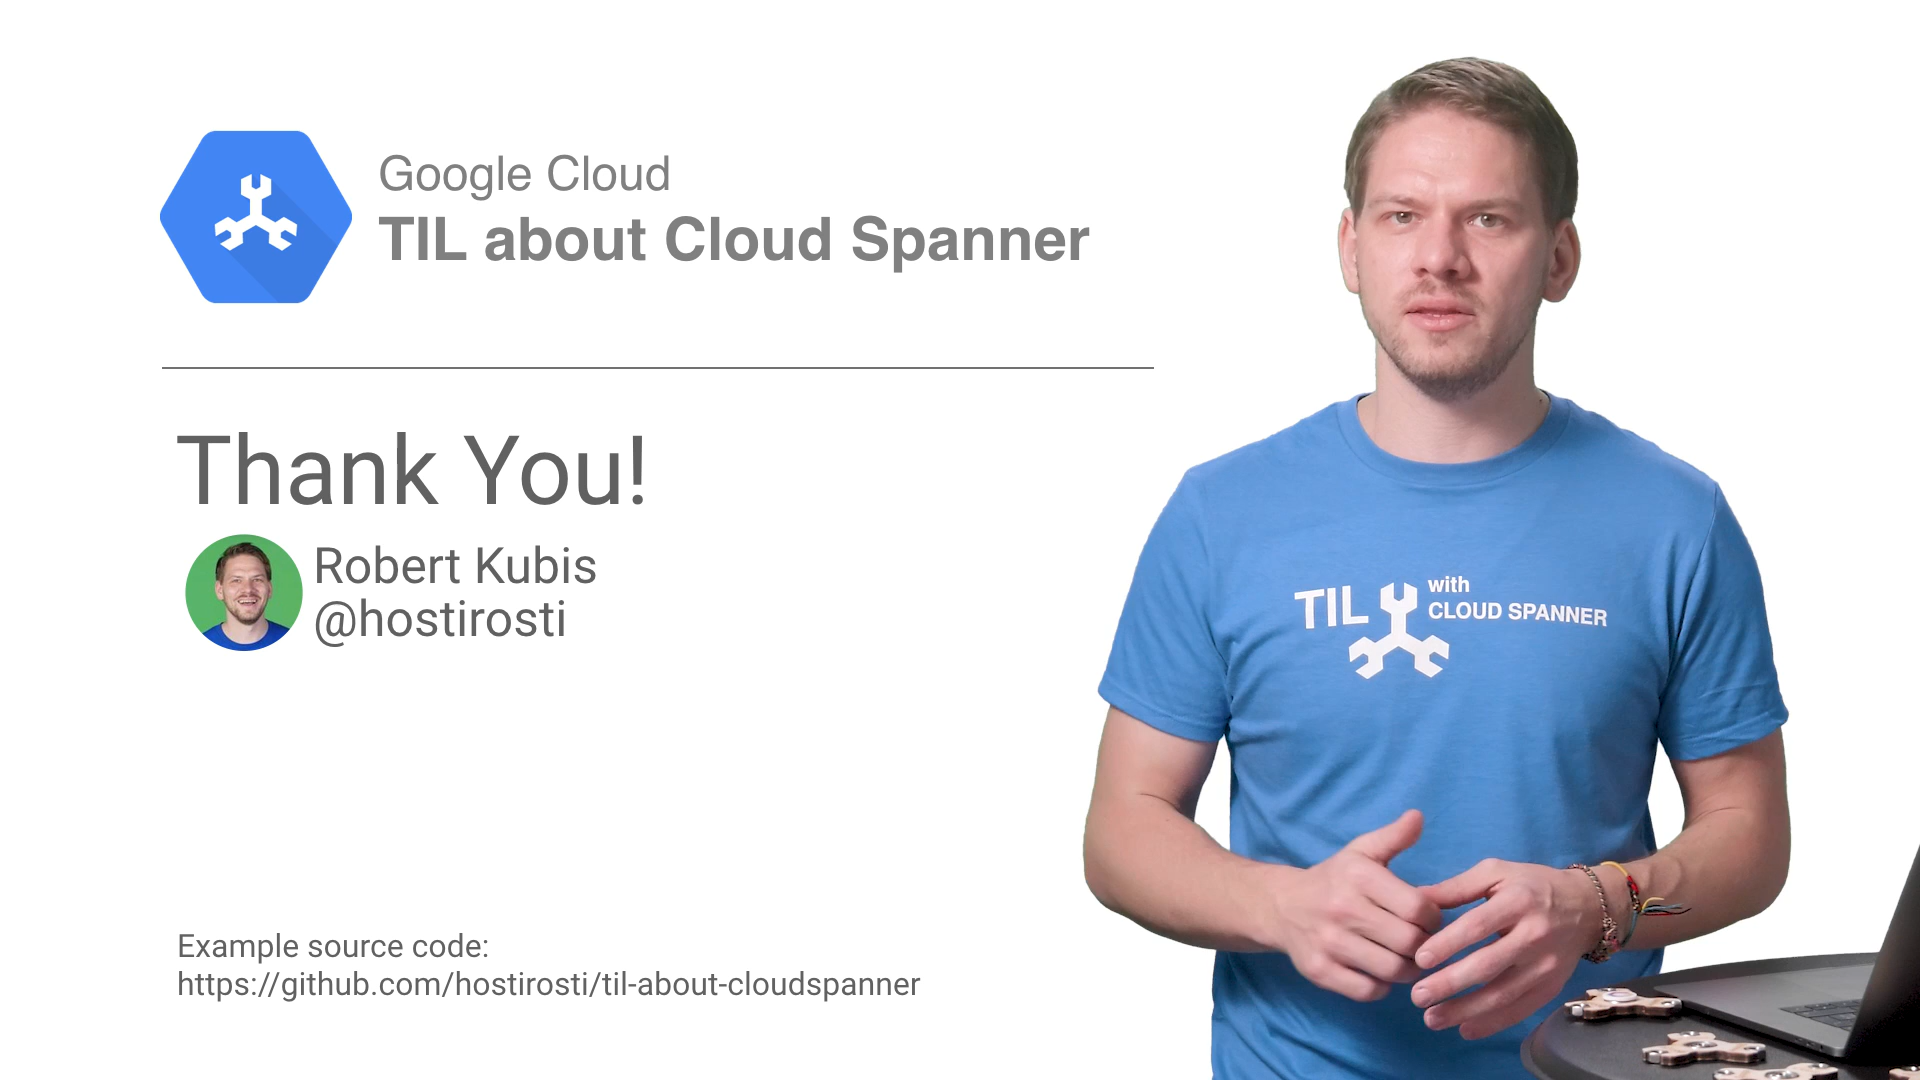 Google Cloud
TIL about Cloud Spanner
Thank You!
Robert Kubis
@hostirosti
Example source code:
https://github.com/hostirosti/til-about-cloudspanner
TIL with
CLOUD SPANNER